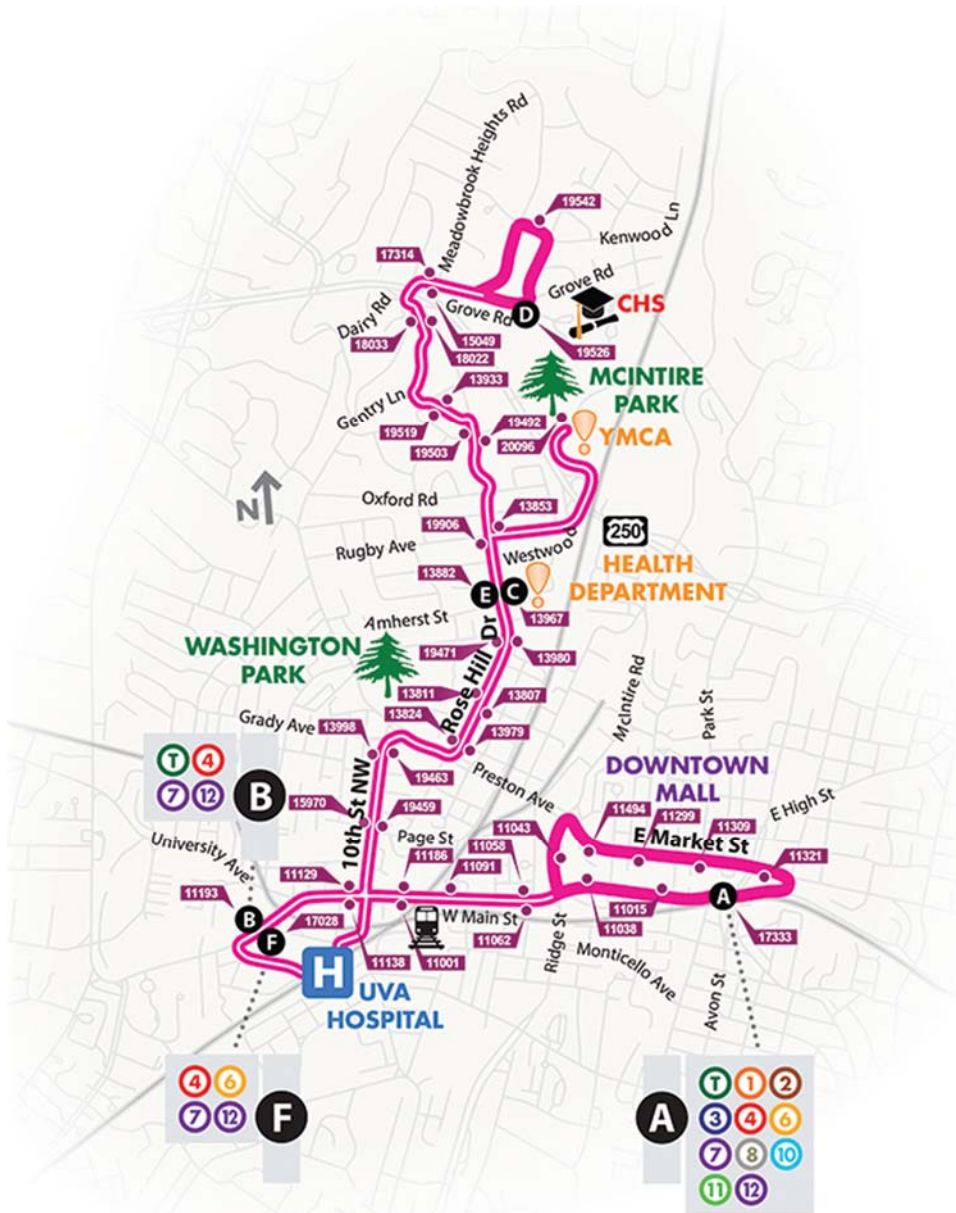 Meadowbrook Heights Rd
19542
Kenwood Ln
17314
Grove Rd
Grove Rd
D
CHS
Dairy Rd
18033
15049
18022
19526
MCINTIRE
PARK
13933
Gentry Ln
19519
19503
19492
20096
YMCA
N
Oxford Rd
13853
19906
Rugby Ave
Westwood
250
HEALTH
DEPARTMENT
13882
E
C
13967
Amherst St
19471
13980
WASHINGTON
PARK
Rose Hill Dr
13811
13807
13824
13979
Grady Ave
13998
19463
Preston Ave
McIntire Rd
Park St
DOWNTOWN
MALL
E High St
T
4
7
12
B
15970
19459
10th St NW
Page St
11043
11494
11299
11309
E Market St
11321
University Ave
11193
11129
11186
11091
11058
B
F
17028
11138
11001
W Main St
11062
Ridge St
11038
11015
A
17333
Monticello Ave
Avon St
H
UVA
HOSPITAL
4
6
7
12
F
A
T
1
2
3
4
6
7
8
10
11
12